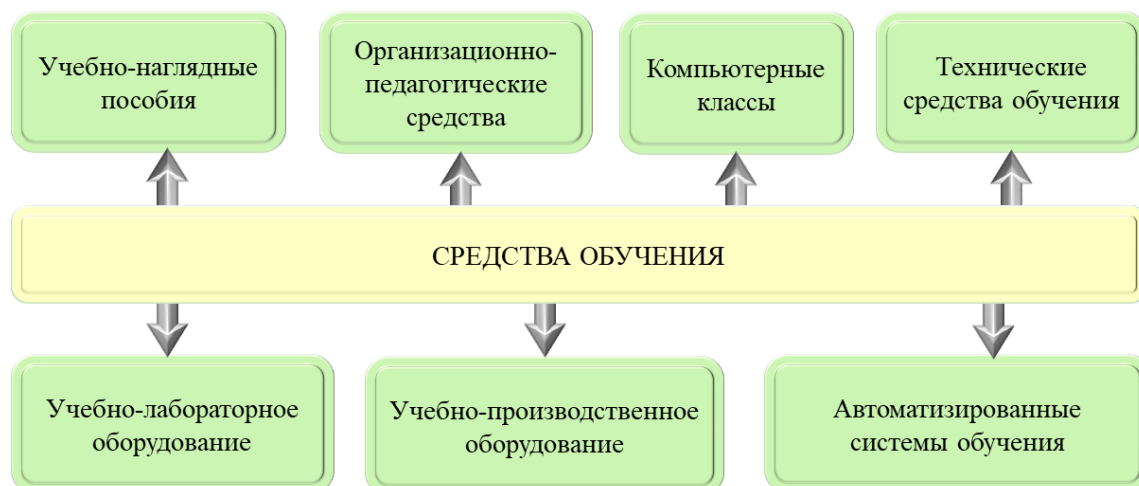 Учебно-наглядные
пособия
Организационно-
педагогические
средства
Компьютерные
классы
Технические
средства обучения
СРЕДСТВА ОБУЧЕНИЯ
Учебно-лабораторное
оборудование
Учебно-производственное
оборудование
Автоматизированные
системы обучения